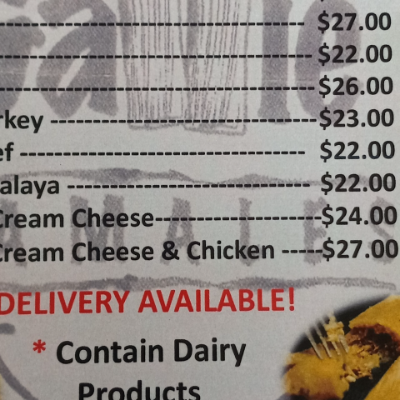 $27.00
$22.00
$26.00
rkey ---------------------------- $23.00
ef -------------------------------- $22.00
alaya --------------------------- $22.00
Cream Cheese-------------------$24.00
Cream Cheese & Chicken -----$27.00
DELIVERY AVAILABLE!
* Contain Dairy
Products